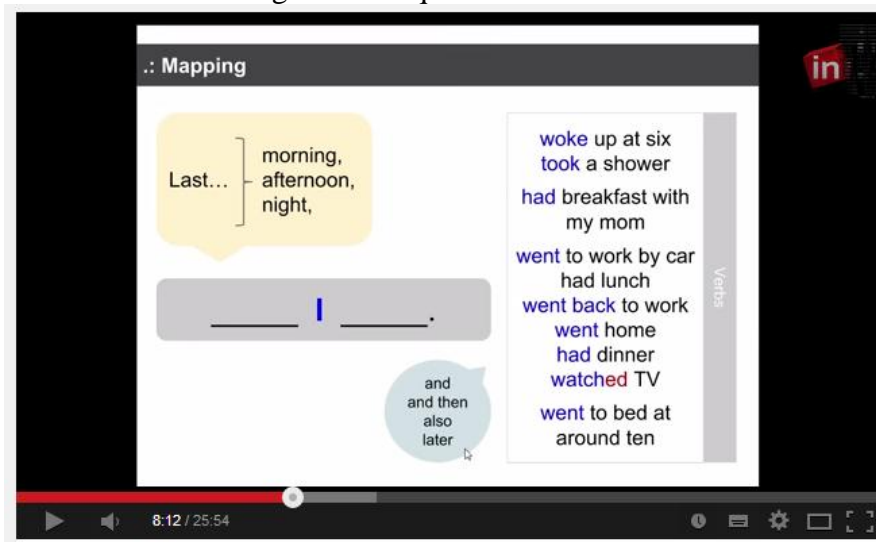 .: Mapping
in
Last...
morning,
afternoon,
night,
______ I ______.
and
and then
also
later
woke up at six
took a shower
had breakfast with
my mom
went to work by car
had lunch
went back to work
went home
had dinner
watched TV
went to bed at
around ten
Verbs
8:12 / 25:54